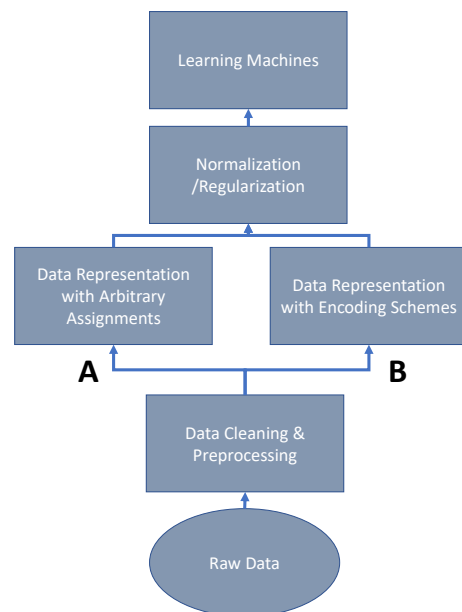 Learning Machines
Normalization
/Regularization
Data Representation
with Arbitrary
Assignments
Data Representation
with Encoding Schemes
A
B
Data Cleaning &
Preprocessing
Raw Data